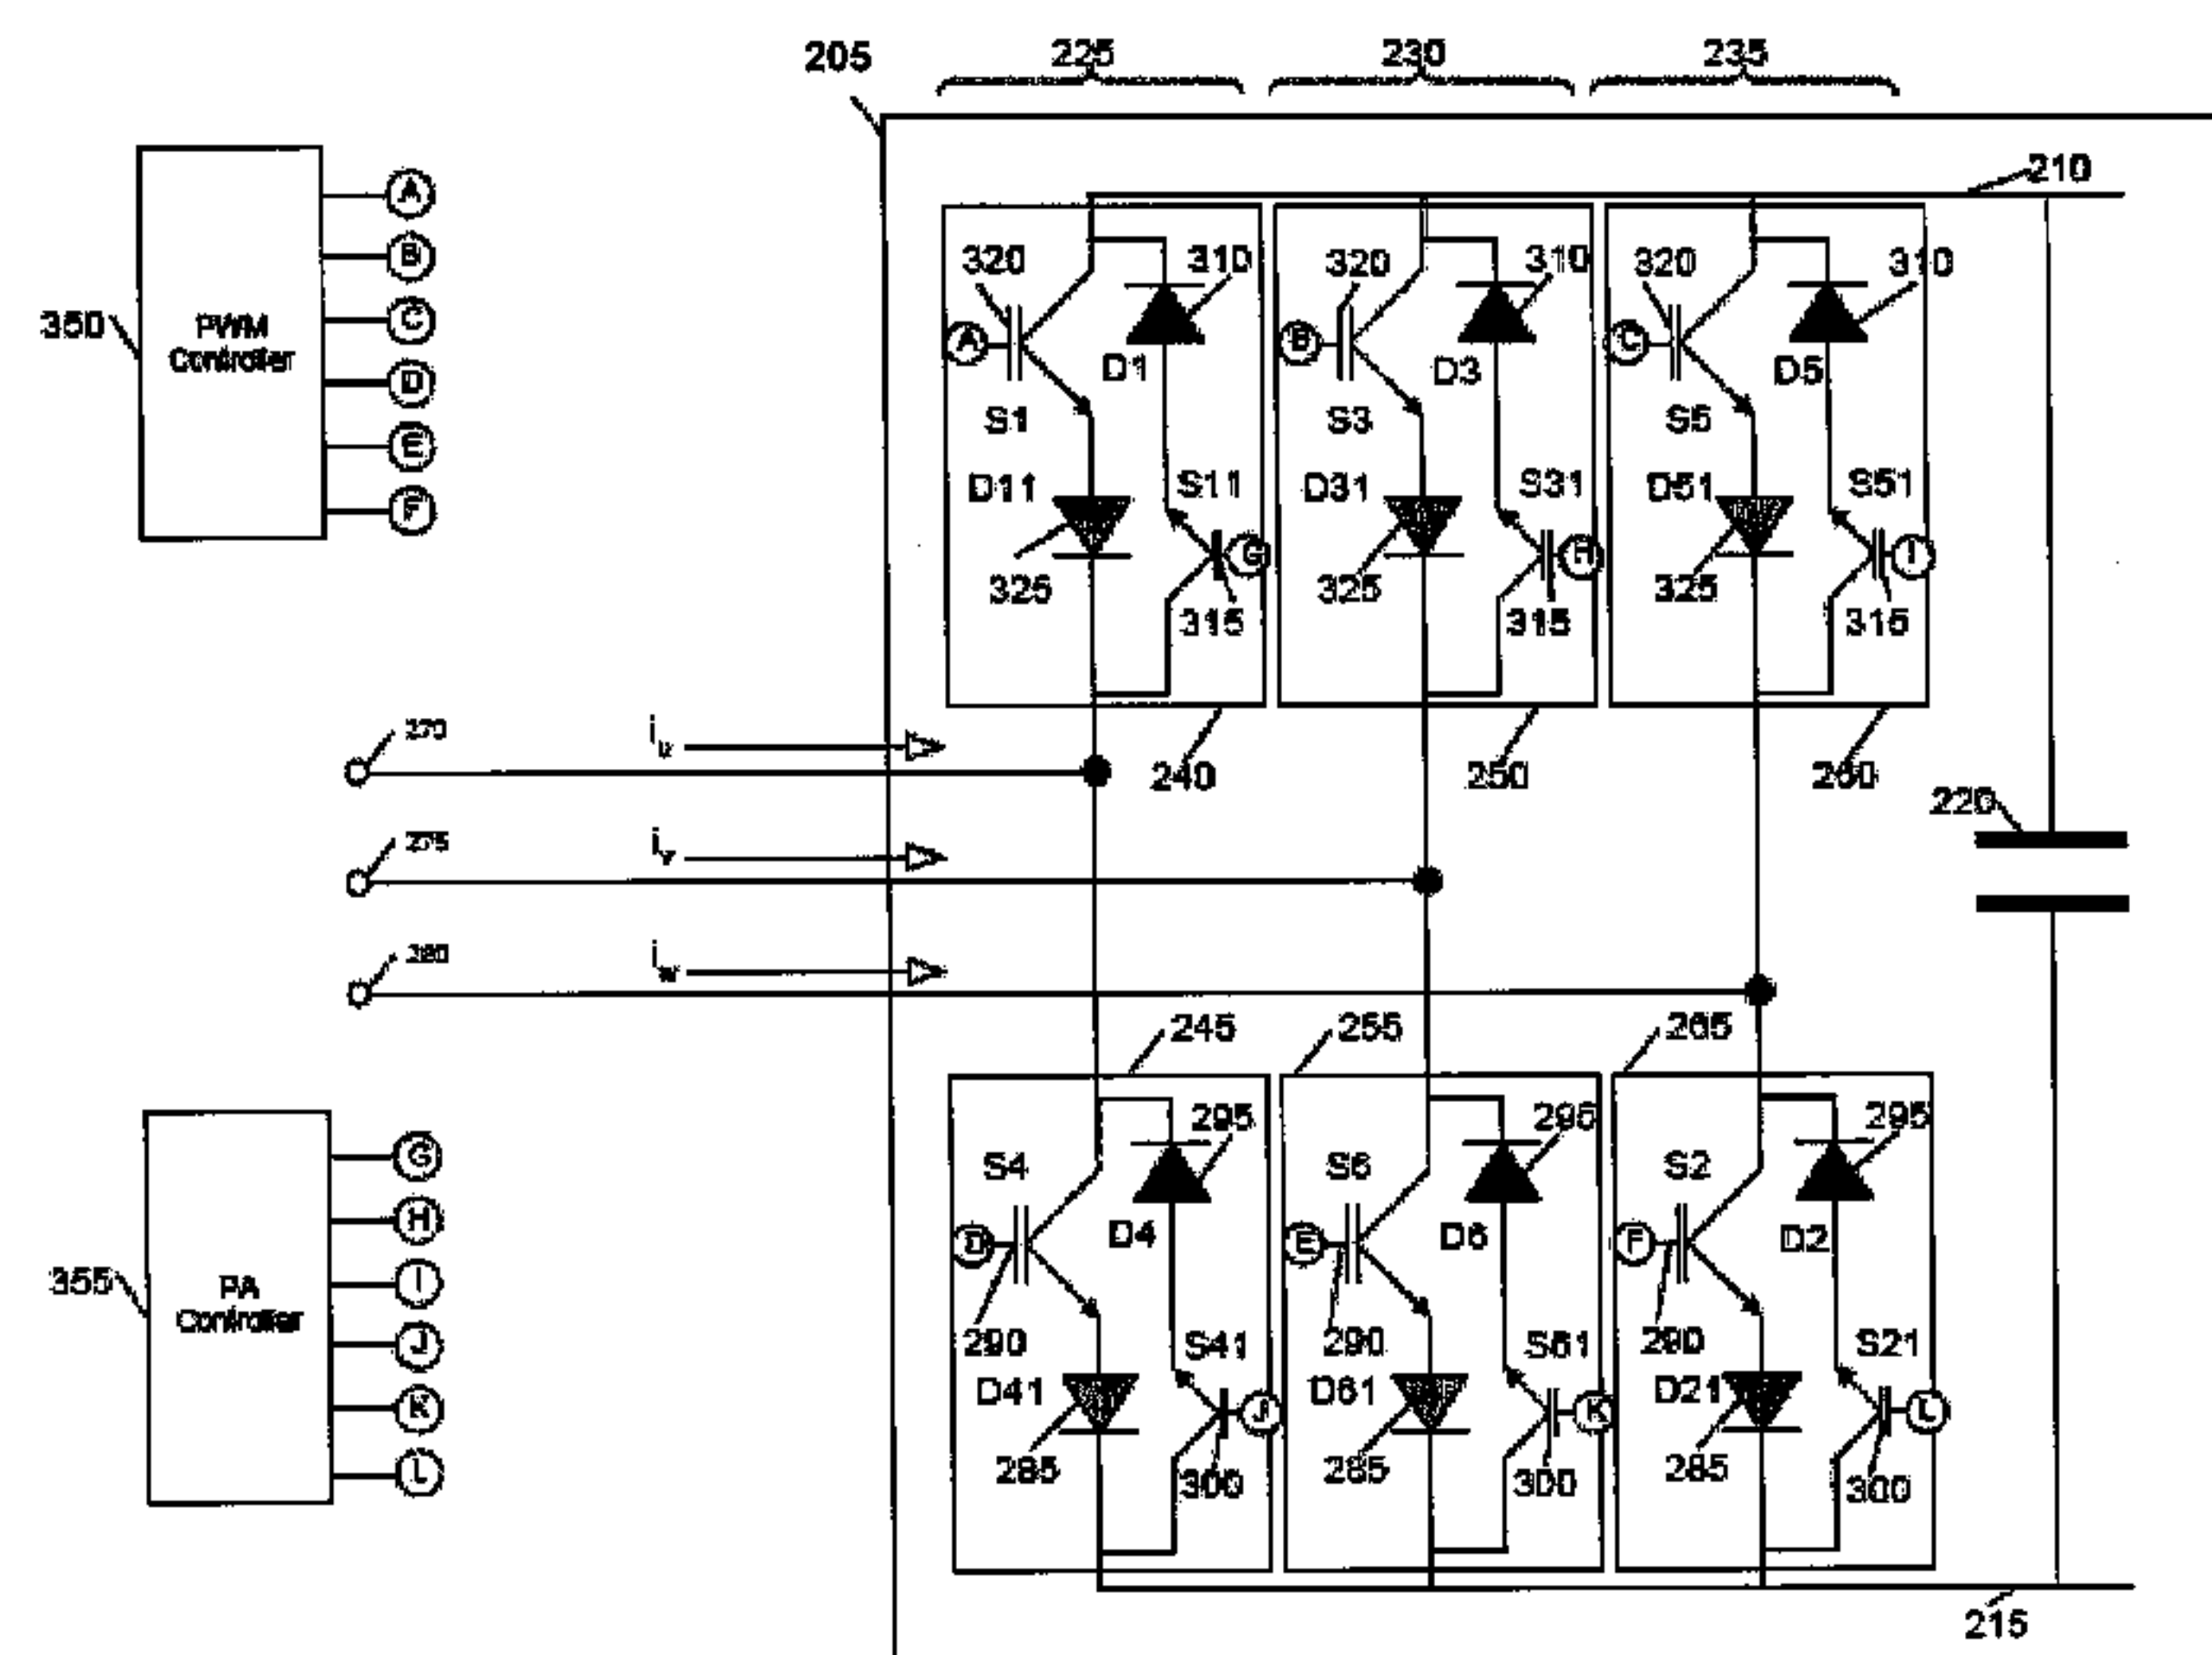 205
225
230
235
210
PWM
Controller
350
A
B
C
D
E
F
320
310
A
D1
S1
D11
S11
G
325
315
240
320
310
B
D3
S3
D31
S31
H
325
315
250
320
310
C
D5
S5
D51
S51
I
325
315
260
270
iu
275
iv
280
iw
220
PA
Controller
355
G
H
I
J
K
L
245
295
S4
D
D4
290
S41
D41
J
285
300
255
295
S6
E
D6
290
S61
D61
K
285
300
265
295
S2
F
D2
290
S21
D21
L
285
300
215